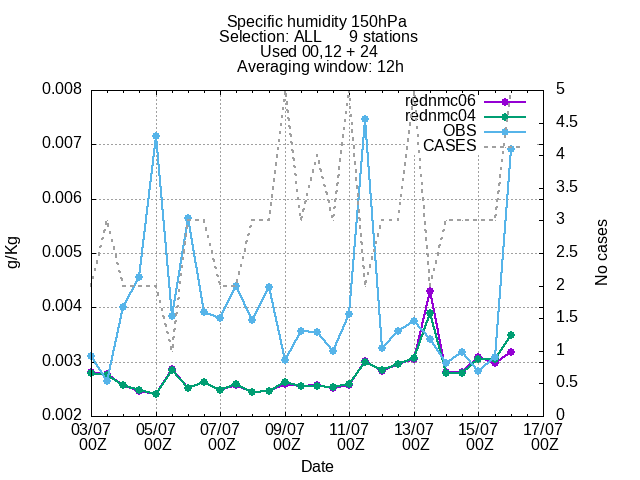 Specific humidity 150hPa
Selection: ALL 9 stations
Used 00,12 + 24
Averaging window: 12h
0.008
0.007
0.006
0.005
0.004
0.003
0.002
g/Kg
5
4.5
4
3.5
3
2.5
2
1.5
1
0.5
0
No cases
rednmc06
rednmc04
OBS
CASES
03/07 05/07 07/07 09/07 11/07 13/07 15/07 17/07
00Z 00Z 00Z 00Z 00Z 00Z 00Z 00Z
Date